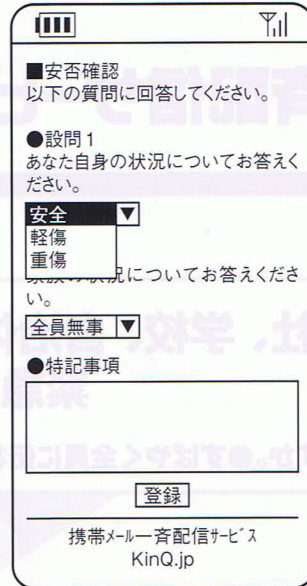 ■安否確認
以下の質問に回答してください。
●設問1
あなた自身の状況についてお答えく
ださい。
安全 ▼
軽傷
重傷
家族の状況についてお答えくださ
い。
全員無事 ▼
●特記事項
登録
携帯メール一斉配信サービス
KinQ.jp